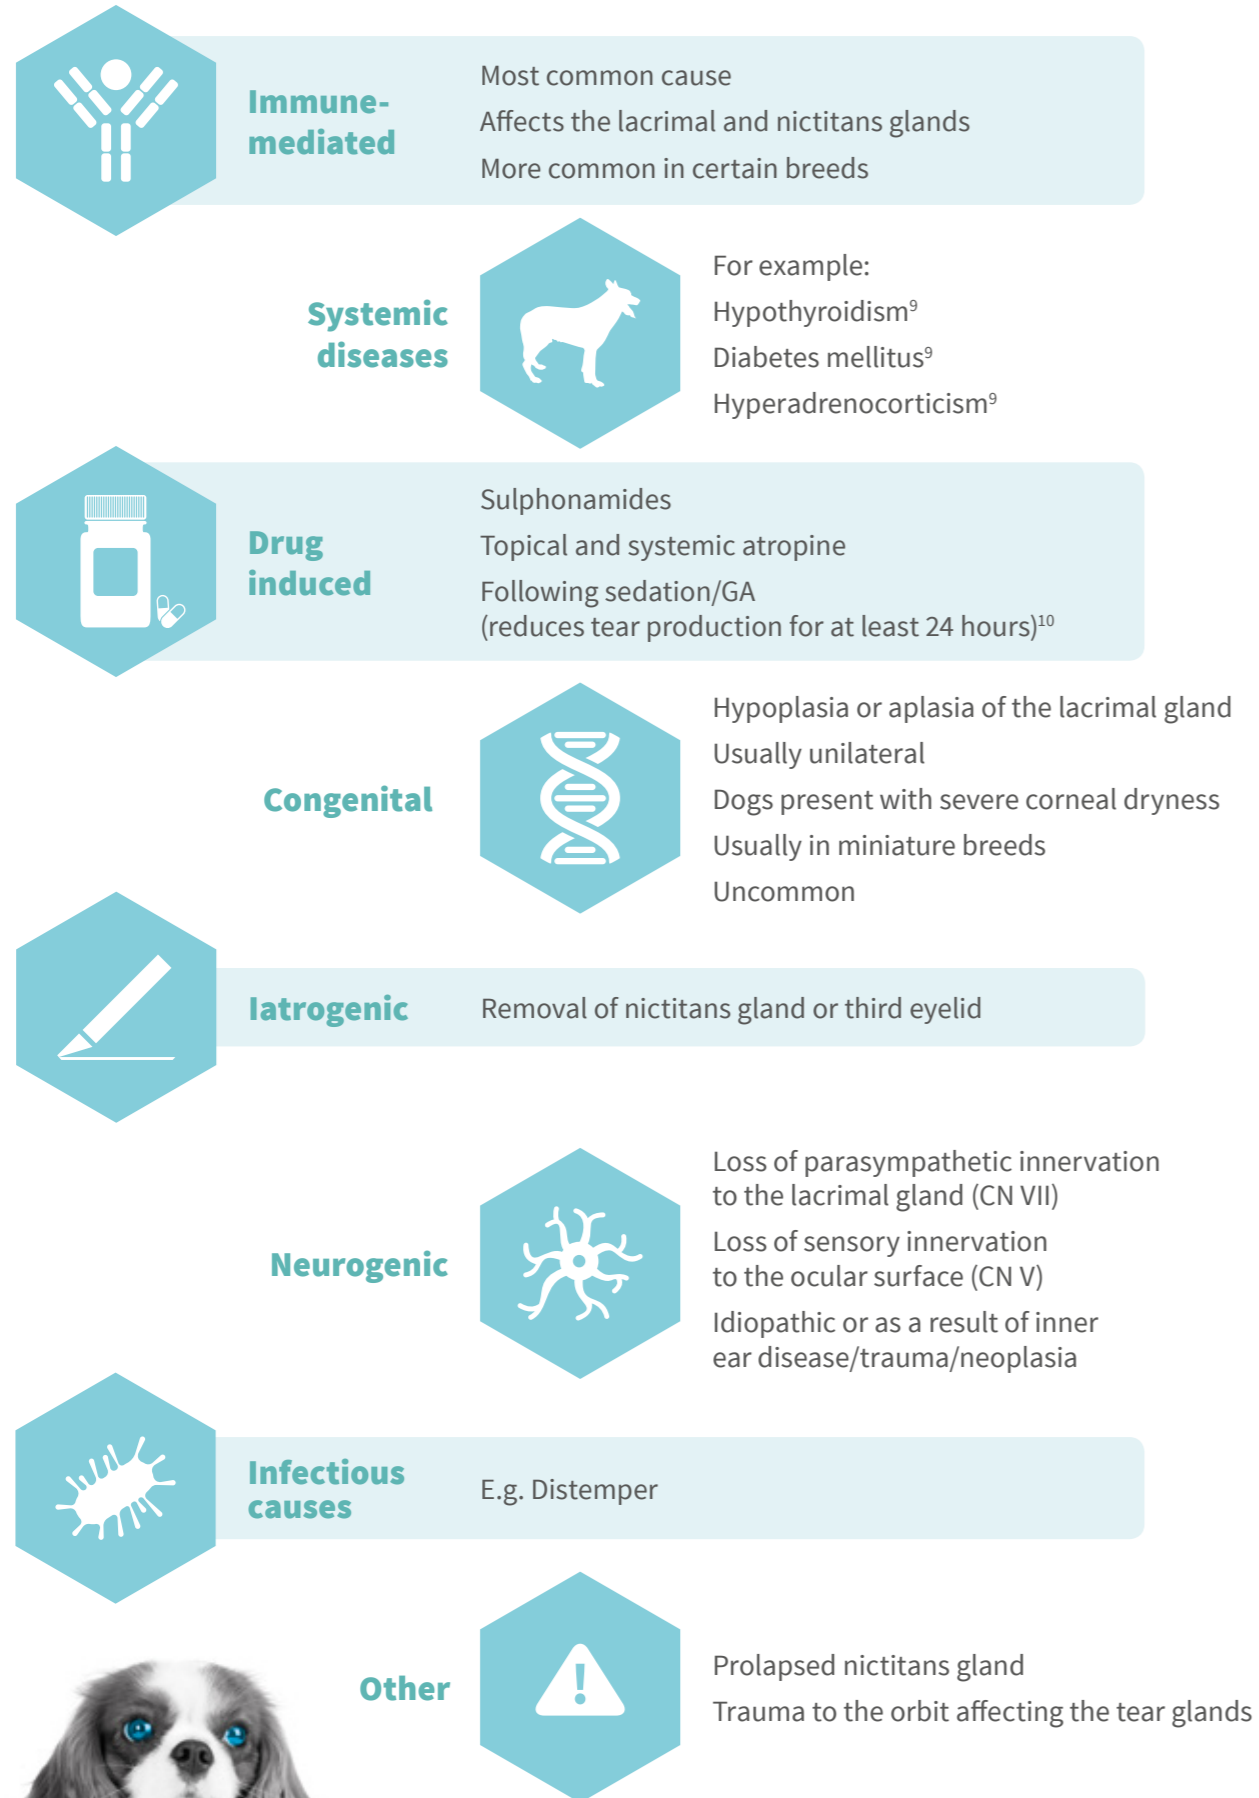 Immune-
mediated
Most common cause
Affects the lacrimal and nictitans glands
More common in certain breeds
Systemic
diseases
For example:
Hypothyroidism⁹
Diabetes mellitus⁹
Hyperadrenocorticism⁹
Drug
induced
Sulphonamides
Topical and systemic atropine
Following sedation/GA
(reduces tear production for at least 24 hours)¹⁰
Congenital
Hypoplasia or aplasia of the lacrimal gland
Usually unilateral
Dogs present with severe corneal dryness
Usually in miniature breeds
Uncommon
Iatrogenic
Removal of nictitans gland or third eyelid
Neurogenic
Loss of parasympathetic innervation
to the lacrimal gland (CN VII)
Loss of sensory innervation
to the ocular surface (CN V)
Idiopathic or as a result of inner
ear disease/trauma/neoplasia
Infectious
causes
E.g. Distemper
Other
!
Prolapsed nictitans gland
Trauma to the orbit affecting the tear glands